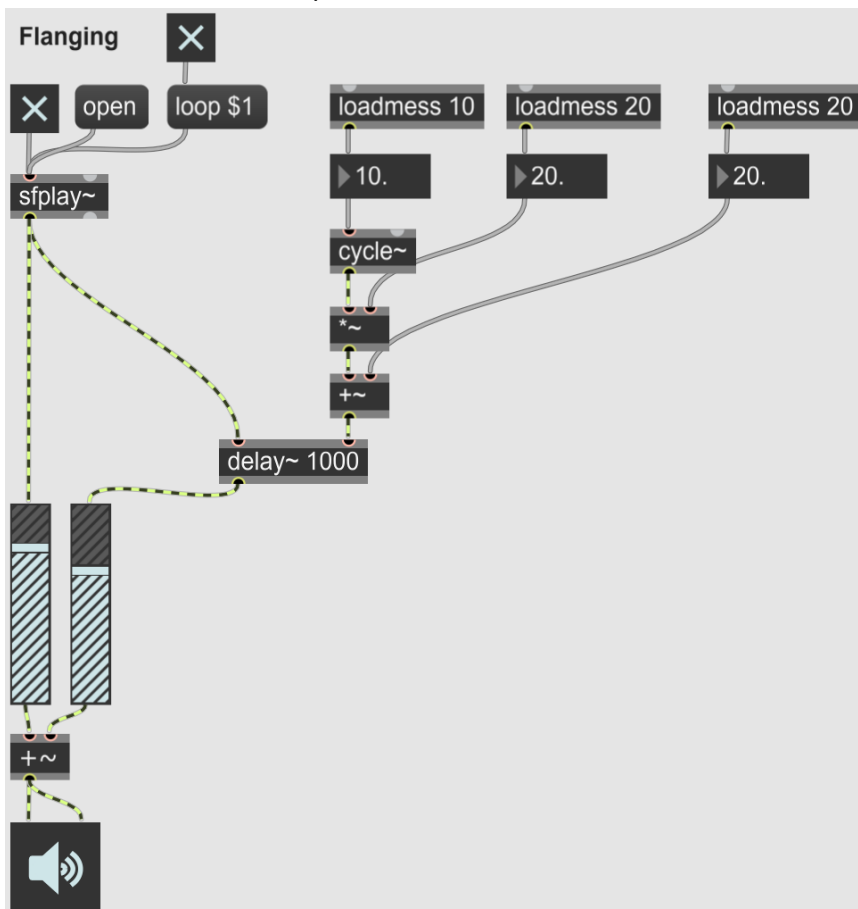 Flanging
open
loop $1
loadmess 10
loadmess 20
loadmess 20
sfplay~
10.
20.
20.
cycle~
*~
+~
delay~ 1000
+~